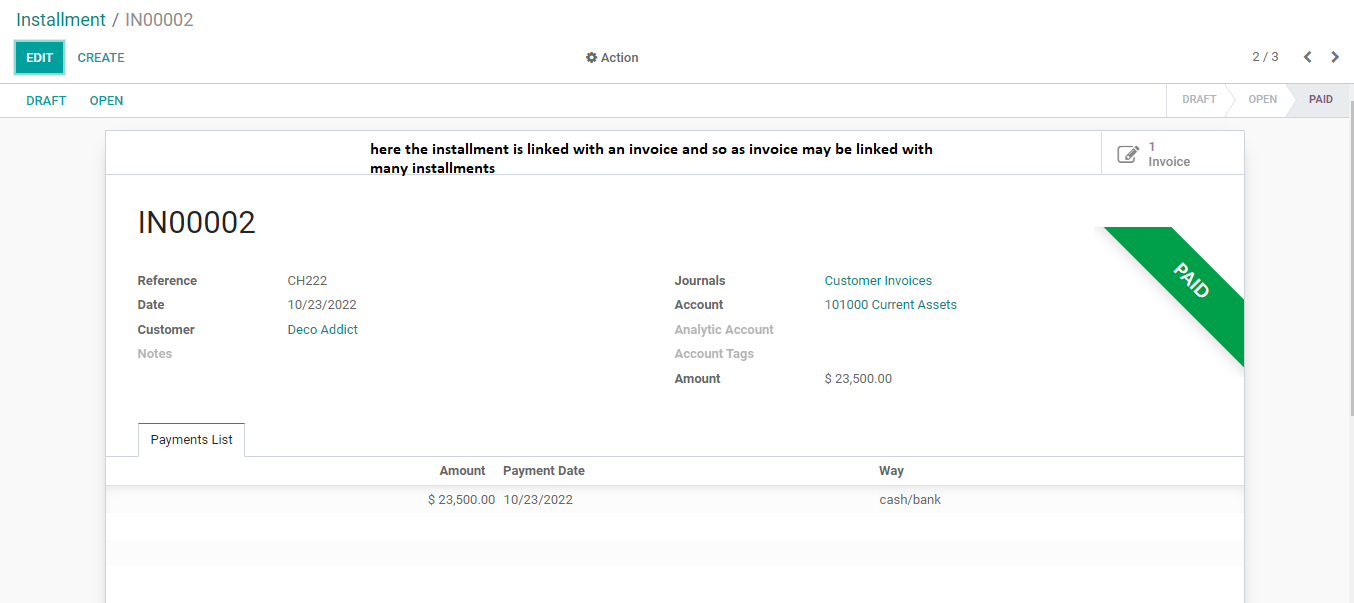 Installment / IN00002
EDIT CREATE Action 2 / 3
DRAFT OPEN DRAFT OPEN PAID
here the installment is linked with an invoice and so as invoice may be linked with
many installments
1
Invoice
IN00002
PAID
Reference CH222 Journals Customer Invoices
Date 10/23/2022 Account 101000 Current Assets
Customer Deco Addict Analytic Account
Notes Account Tags
Amount $ 23,500.00
Payments List
Amount Payment Date Way
$ 23,500.00 10/23/2022 cash/bank